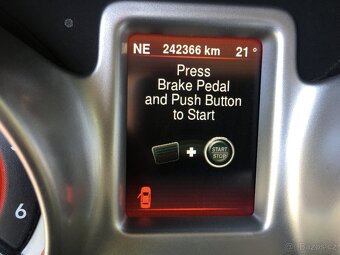 NE 242366 km 21°
Press
Brake Pedal
and Push Button
to Start
+ START
STOP
6